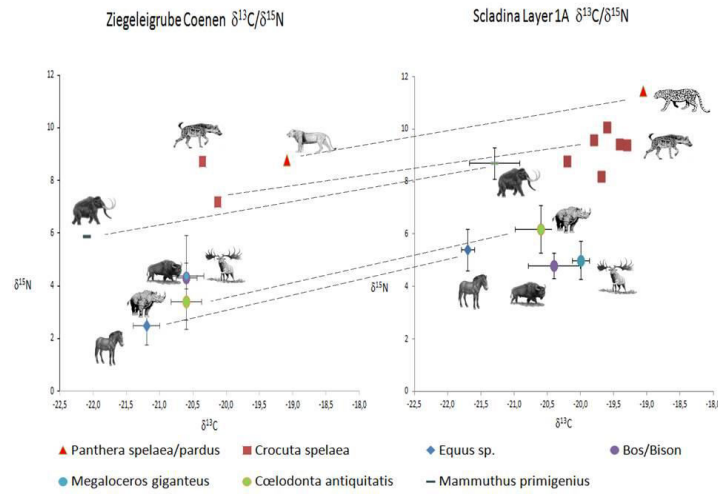 Ziegeleigrube Coenen δ¹³C/δ¹⁵N
Scladina Layer 1A δ¹³C/δ¹⁵N
12
10
8
6
4
2
0
δ¹⁵N
-22,5 -22,0 -21,5 -21,0 -20,5 -20,0 -19,5 -19,0 -18,5 -18,0
δ¹³C
12
10
8
6
4
2
0
δ¹⁵N
-22,5 -22,0 -21,5 -21,0 -20,5 -20,0 -19,5 -19,0 -18,5 -18,0
δ¹³C
Panthera spelaea/pardus Crocuta spelaea Equus sp. Bos/Bison
Megaloceros giganteus Cœlodonta antiquitatis Mammuthus primigenius